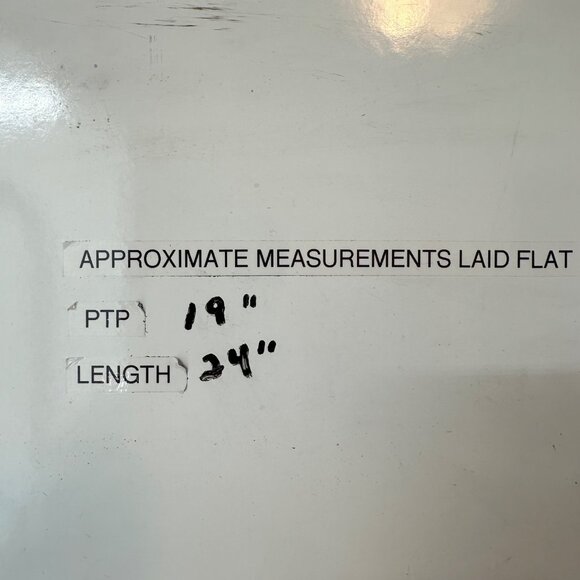 APPROXIMATE MEASUREMENTS LAID FLAT
PTP 19"
LENGTH 24"